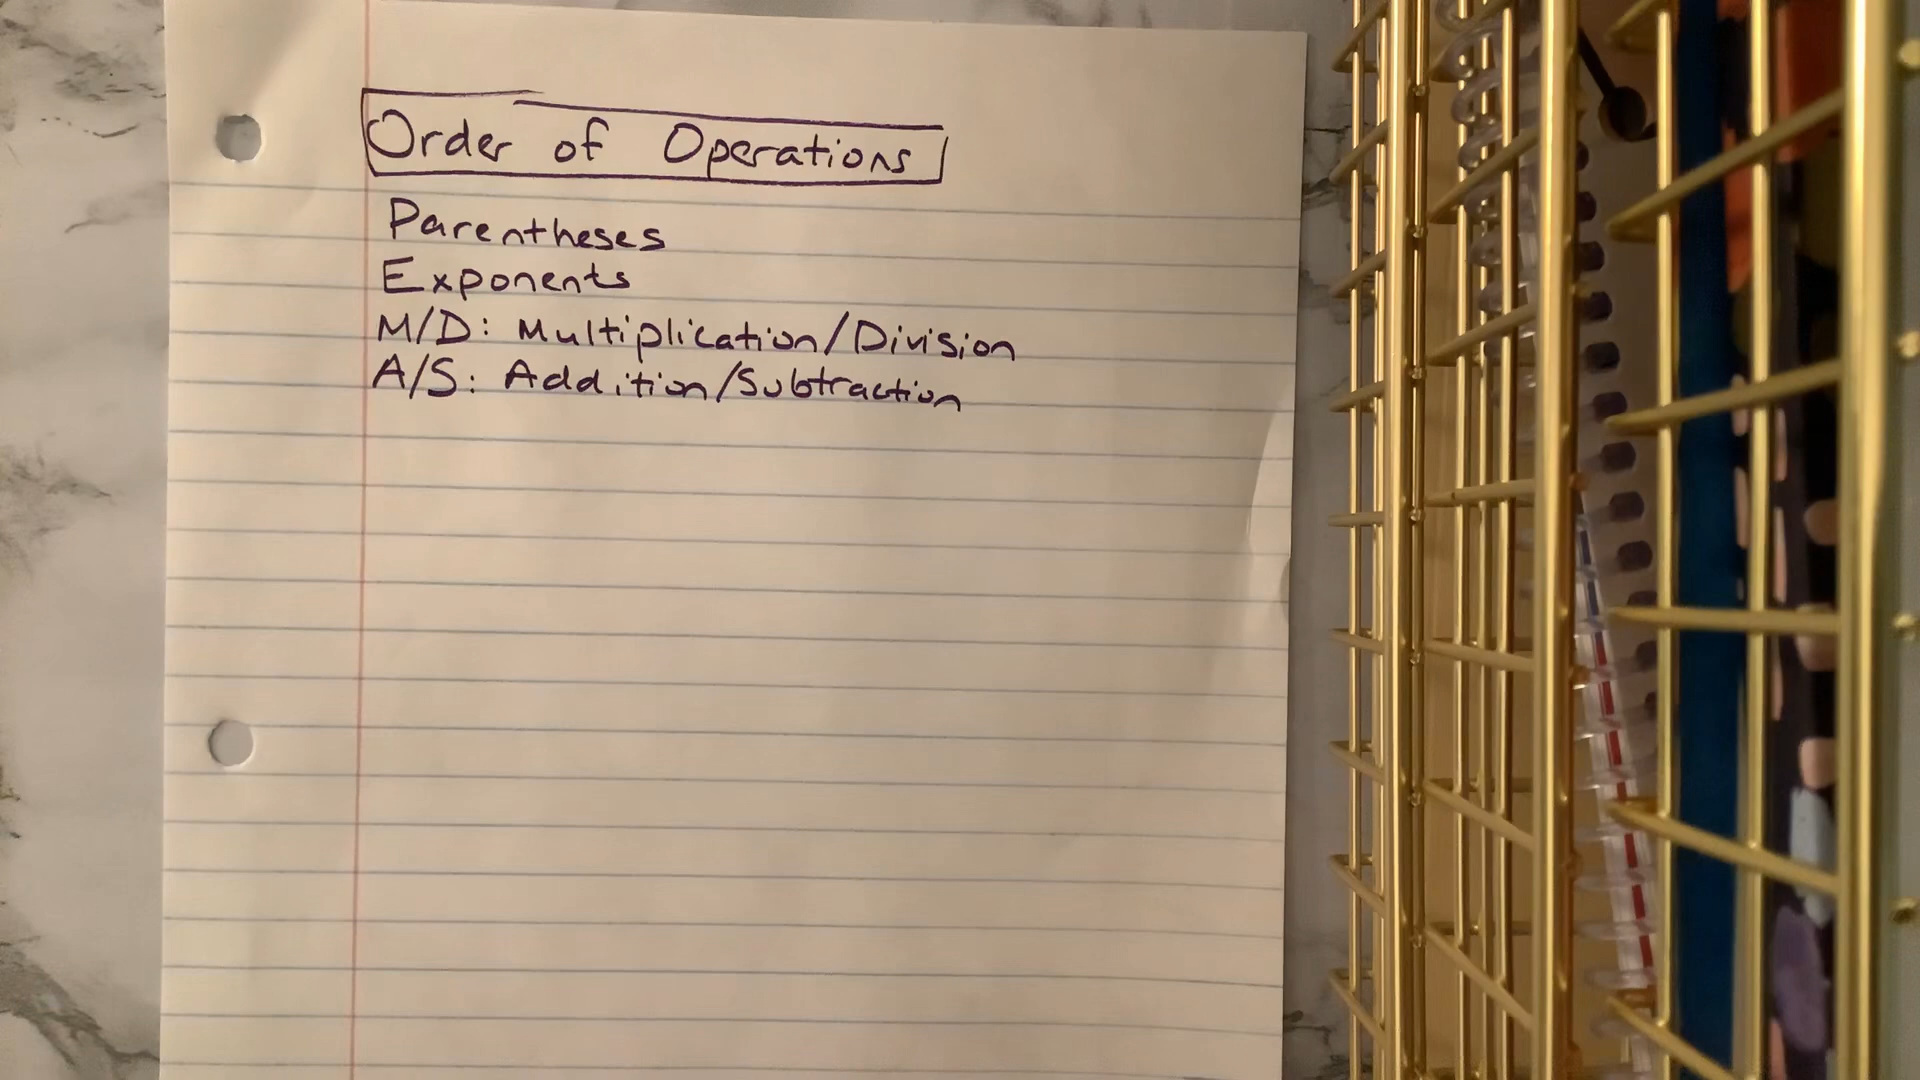 Order of Operations
Parentheses
Exponents
M/D: Multiplication/Division
A/S: Addition/Subtraction